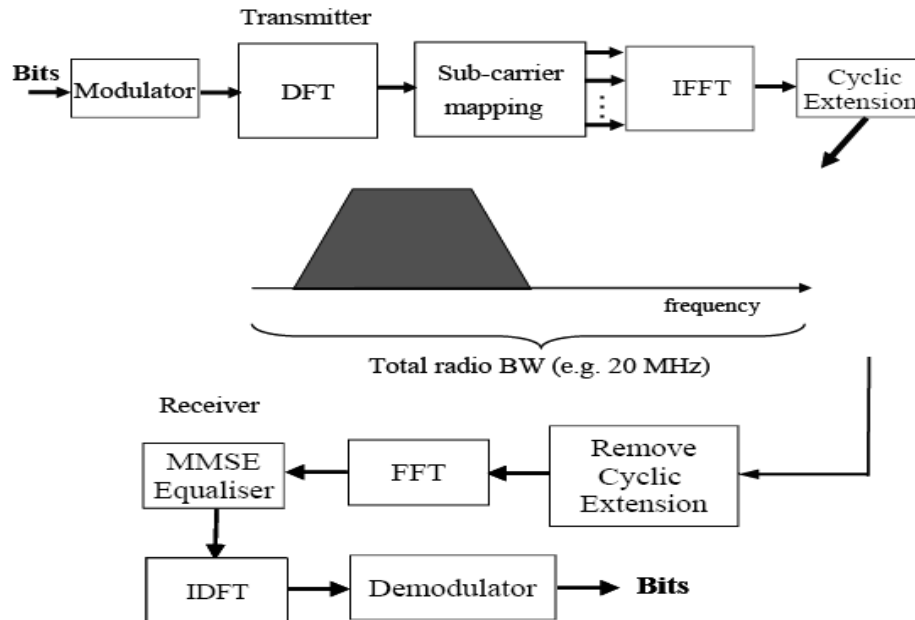 Transmitter
Bits
Modulator
DFT
Sub-carrier
mapping
IFFT
Cyclic
Extension
frequency
Total radio BW (e.g. 20 MHz)
Receiver
MMSE
Equaliser
FFT
Remove
Cyclic
Extension
IDFT
Demodulator
Bits